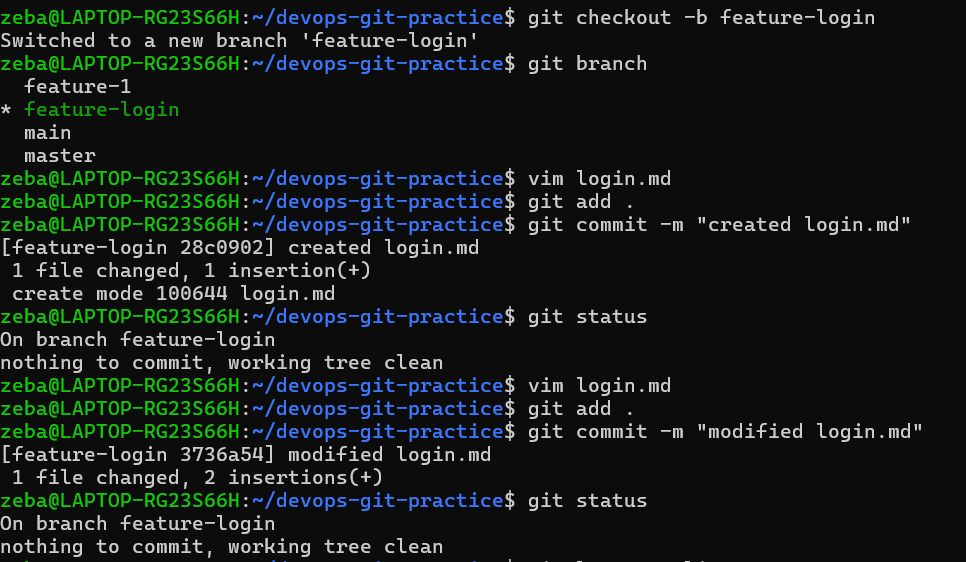 zeba@LAPTOP-RG23S66H:~/devops-git-practice$ git checkout -b feature-login
Switched to a new branch 'feature-login'
zeba@LAPTOP-RG23S66H:~/devops-git-practice$ git branch
  feature-1
* feature-login
  main
  master
zeba@LAPTOP-RG23S66H:~/devops-git-practice$ vim login.md
zeba@LAPTOP-RG23S66H:~/devops-git-practice$ git add .
zeba@LAPTOP-RG23S66H:~/devops-git-practice$ git commit -m "created login.md"
[feature-login 28c0902] created login.md
 1 file changed, 1 insertion(+)
 create mode 100644 login.md
zeba@LAPTOP-RG23S66H:~/devops-git-practice$ git status
On branch feature-login
nothing to commit, working tree clean
zeba@LAPTOP-RG23S66H:~/devops-git-practice$ vim login.md
zeba@LAPTOP-RG23S66H:~/devops-git-practice$ git add .
zeba@LAPTOP-RG23S66H:~/devops-git-practice$ git commit -m "modified login.md"
[feature-login 3736a54] modified login.md
 1 file changed, 2 insertions(+)
zeba@LAPTOP-RG23S66H:~/devops-git-practice$ git status
On branch feature-login
nothing to commit, working tree clean